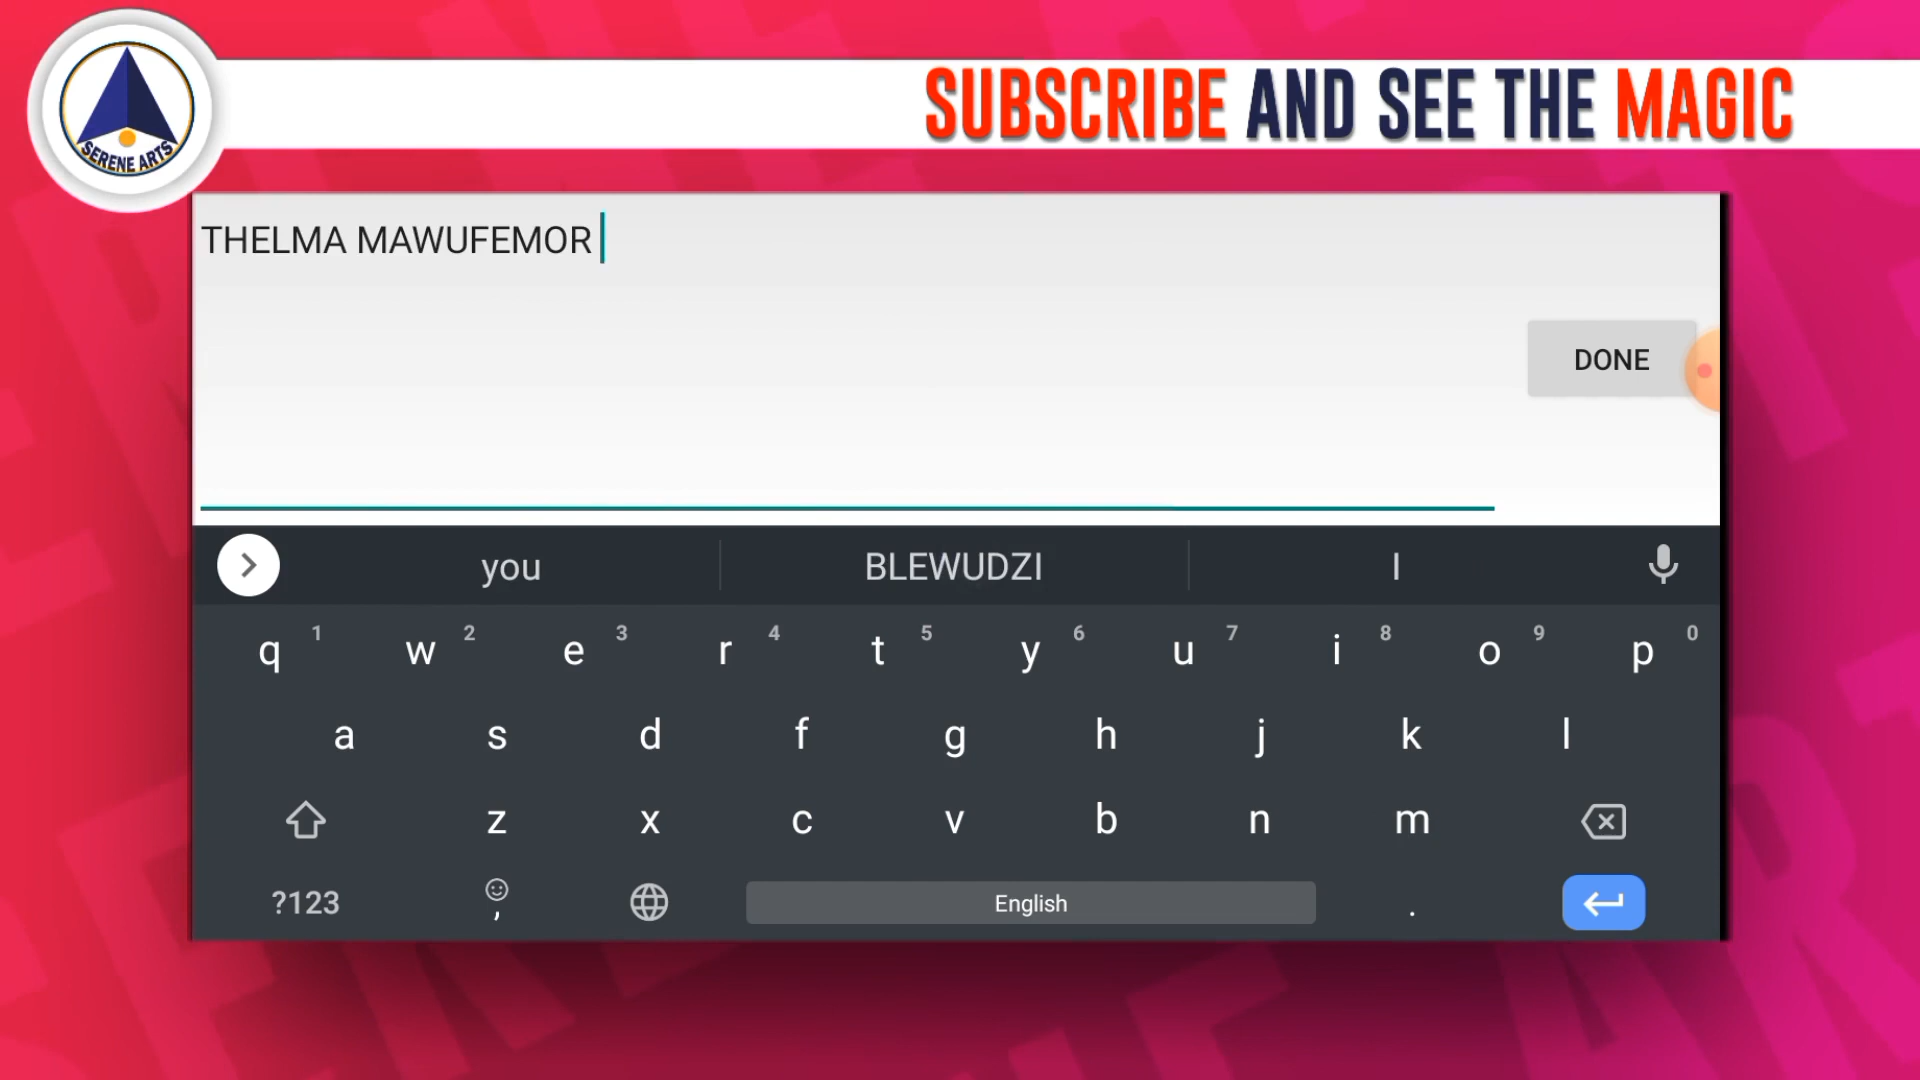 SERENE ARTS
SUBSCRIBE AND SEE THE MAGIC
THELMA MAWUFEMOR
DONE
you BLEWUDZI I
q 1 w 2 e 3 r 4 t 5 y 6 u 7 i 8 o 9 p 0
a s d f g h j k l
z x c v b n m
?123 , English .